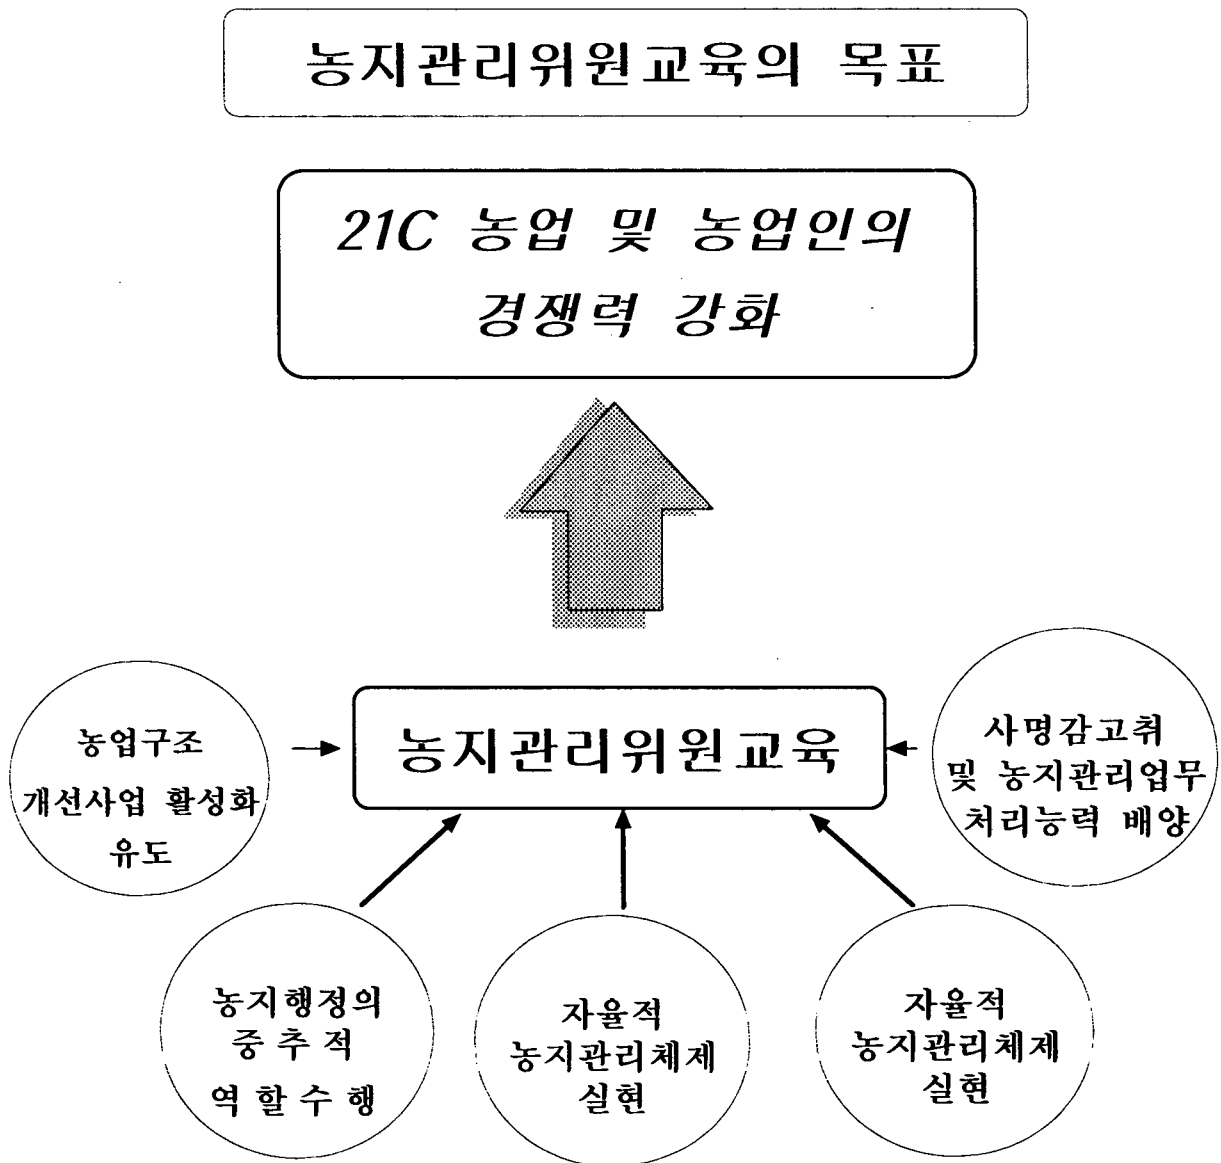 농지관리위원교육의 목표
21C 농업 및 농업인의
경쟁력 강화
농지관리위원교육
농업구조
개선사업 활성화
유도
사명감고취
및 농지관리업무
처리능력 배양
농지행정의
중 추 적
역 할 수 행
자율적
농지관리체제
실현
자율적
농지관리체제
실현